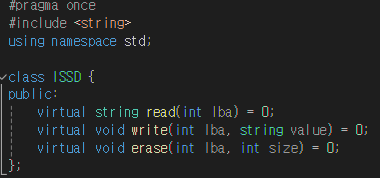 #pragma once
#include <string>
using namespace std;

class ISSD {
public:
    virtual string read(int lba) = 0;
    virtual void write(int lba, string value) = 0;
    virtual void erase(int lba, int size) = 0;
};